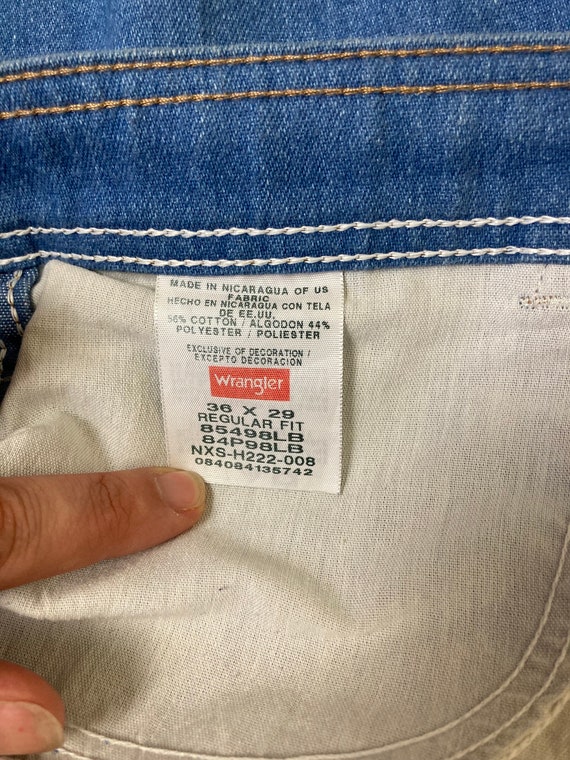 MADE IN NICARAGUA OF US
FABRIC
HECHO EN NICARAGUA CON TELA
DE EE.UU.
56% COTTON / ALGODON 44%
POLYESTER / POLIESTER
EXCLUSIVE OF DECORATION /
EXCEPTO DECORACION
Wrangler
36 X 29
REGULAR FIT
85498LB
84P98LB
NXS-H222-008
084084135742